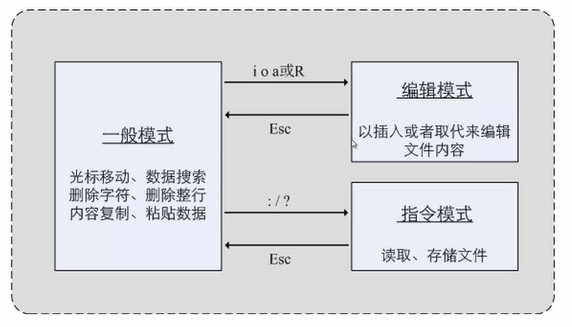 一般模式
光标移动、数据搜索
删除字符、删除整行
内容复制、粘贴数据
i o a或R
Esc
编辑模式
以插入或者取代来编辑
文件内容
: / ?
Esc
指令模式
读取、存储文件